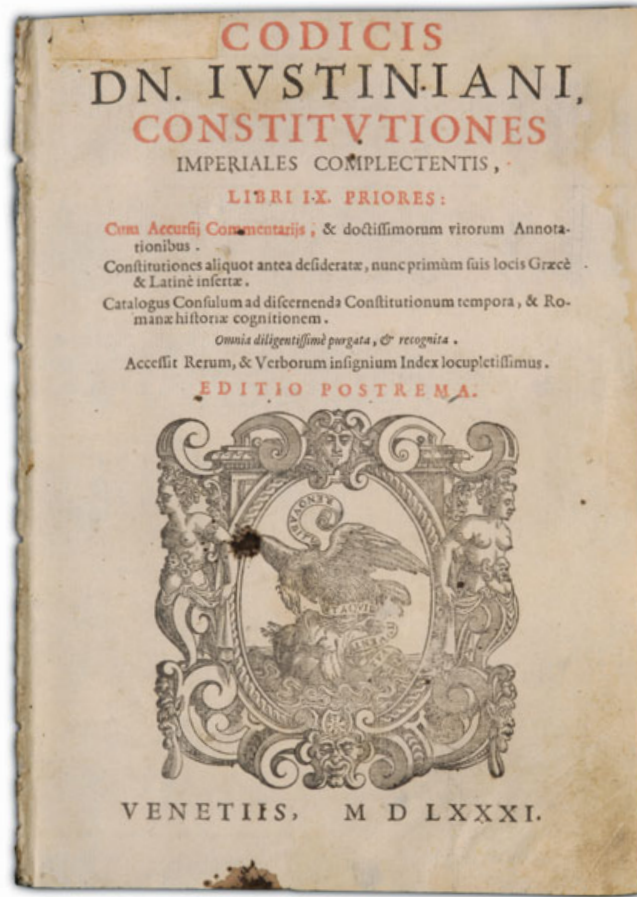 CODICIS
DN. IVSTINIANI,
CONSTITVTIONES
IMPERIALES COMPLECTENTIS,
LIBRI IX. PRIORES:
Cum Accursij Commentarijs, & doctissimorum virorum Annota-
tionibus.
Constitutiones aliquot antea desideratæ, nunc primùm suis locis Græcè
& Latinè insertæ.
Catalogus Consulum ad discernenda Constitutionum tempora, & Ro-
manæ historiæ cognitionem.
Omnia diligentissimè purgata, & recognita.
Accessit Rerum, & Verborum insignium Index locupletissimus.
EDITIO POSTREMA.
RENOVABIT
VENETIIS, M D LXXXI.